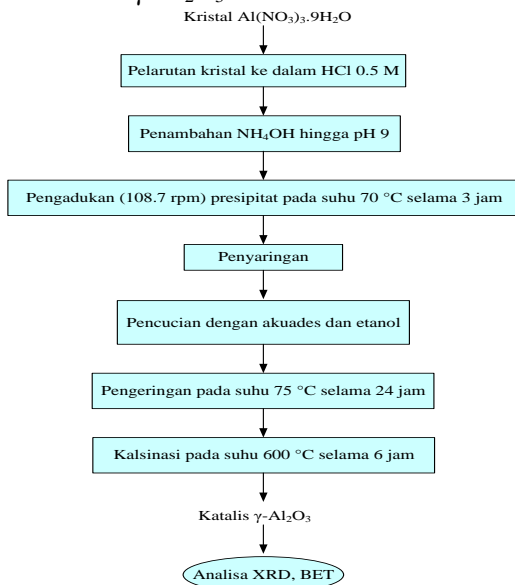 Kristal Al(NO₃)₃.9H₂O
Pelarutan kristal ke dalam HCl 0.5 M
Penambahan NH₄OH hingga pH 9
Pengadukan (108.7 rpm) presipitat pada suhu 70 °C selama 3 jam
Penyaringan
Pencucian dengan akuades dan etanol
Pengeringan pada suhu 75 °C selama 24 jam
Kalsinasi pada suhu 600 °C selama 6 jam
Katalis γ-Al₂O₃
Analisa XRD, BET